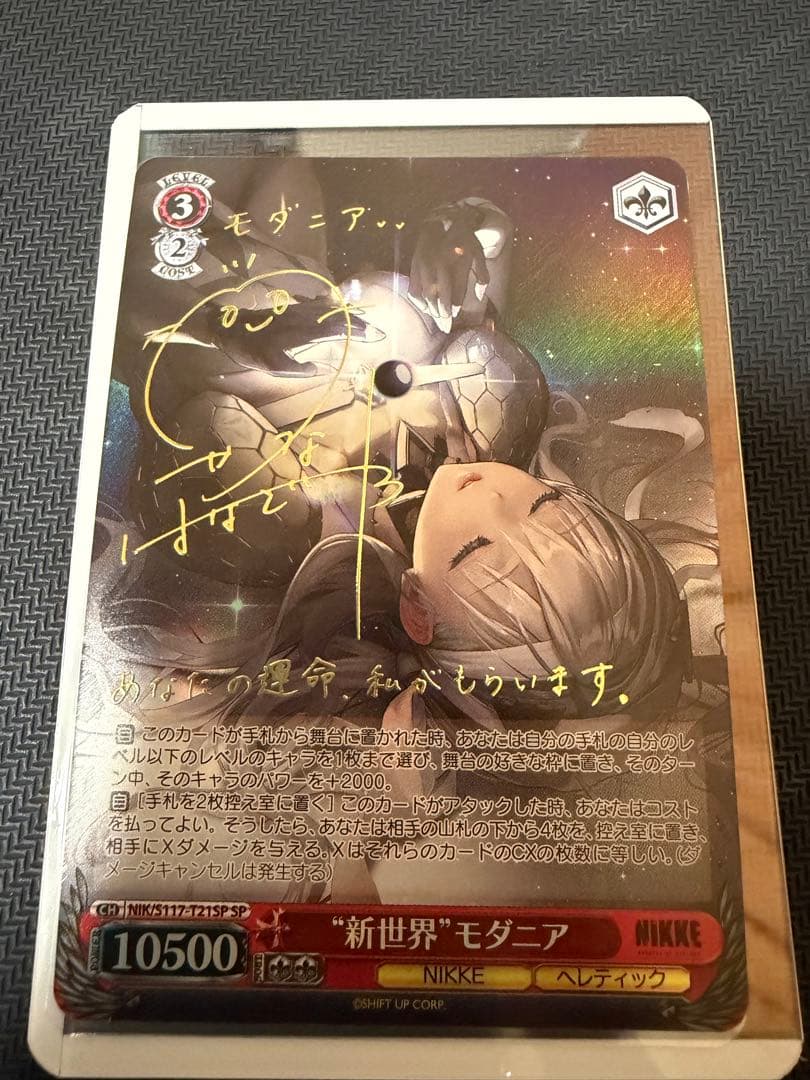 LEVEL
3
2
COST
モダニア..
あなたの運命、私がもらいます。
自 このカードが手札から舞台に置かれた時、あなたは自分の手札の自分のレ
ベル以下のレベルのキャラを1枚まで選び、舞台の好きな枠に置き、そのター
ン中、そのキャラのパワーを+2000。
自 [手札を2枚控え室に置く] このカードがアタックした時、あなたはコスト
を払ってよい。そうしたら、あなたは相手の山札の下から4枚を、控え室に置き、
相手にXダメージを与える。XはそれらのカードのCXの枚数に等しい。(ダ
メージキャンセルは発生する)
CH NIK/S117-T21SP SP
10500
“新世界”モダニア
NIKKE
NIKKE
ヘレティック
©SHIFT UP CORP.